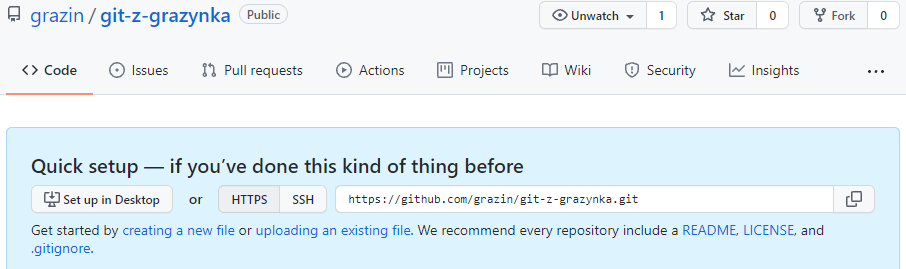 grazin / git-z-grazynka Public Unwatch 1 Star 0 Fork 0
Code Issues Pull requests Actions Projects Wiki Security Insights ...
Quick setup — if you’ve done this kind of thing before
Set up in Desktop or HTTPS SSH https://github.com/grazin/git-z-grazynka.git
Get started by creating a new file or uploading an existing file. We recommend every repository include a README, LICENSE, and
.gitignore.